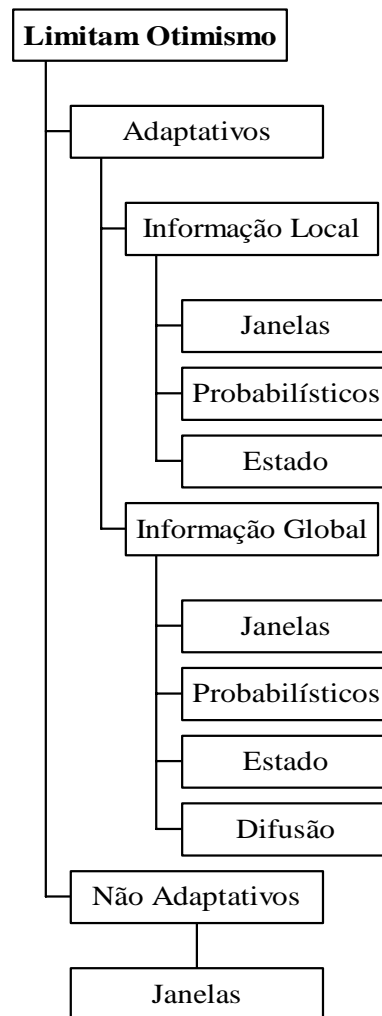 Limitam Otimismo
Adaptativos
Informação Local
Janelas
Probabilísticos
Estado
Informação Global
Janelas
Probabilísticos
Estado
Difusão
Não Adaptativos
Janelas